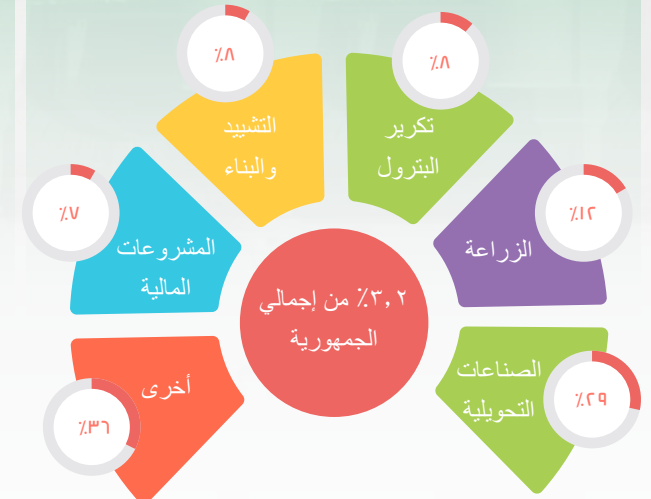 ٪٨
تكرير
البترول
٪٨
التشييد
والبناء
٪١٢
الزراعة
٪٧
المشروعات
المالية
٣,٢٪ من إجمالي
الجمهورية
٪٢٩
الصناعات
التحويلية
٪٣٦
أخرى